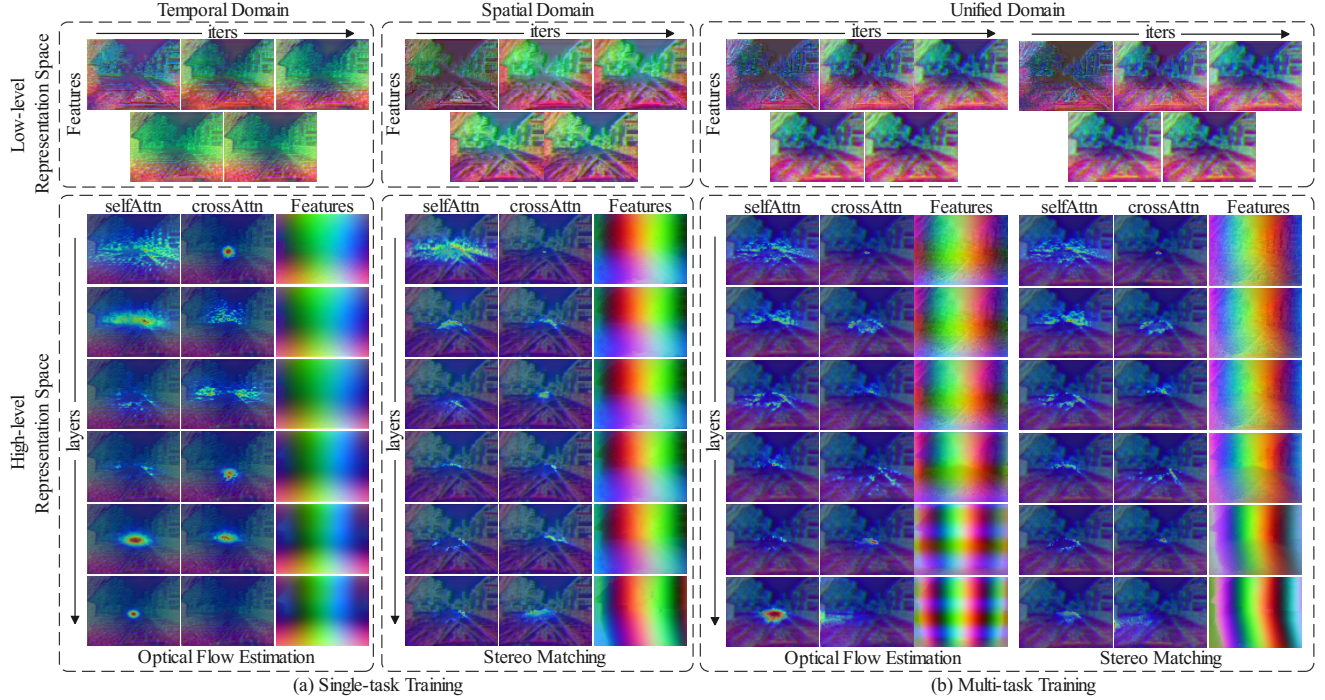 Temporal Domain
Spatial Domain
Unified Domain
Low-level
Representation Space
Features
iters
Features
iters
Features
iters
iters
High-level
Representation Space
layers
selfAttn crossAttn Features
layers
selfAttn crossAttn Features
layers
selfAttn crossAttn Features
selfAttn crossAttn Features
Optical Flow Estimation
Stereo Matching
Optical Flow Estimation
Stereo Matching
(a) Single-task Training
(b) Multi-task Training